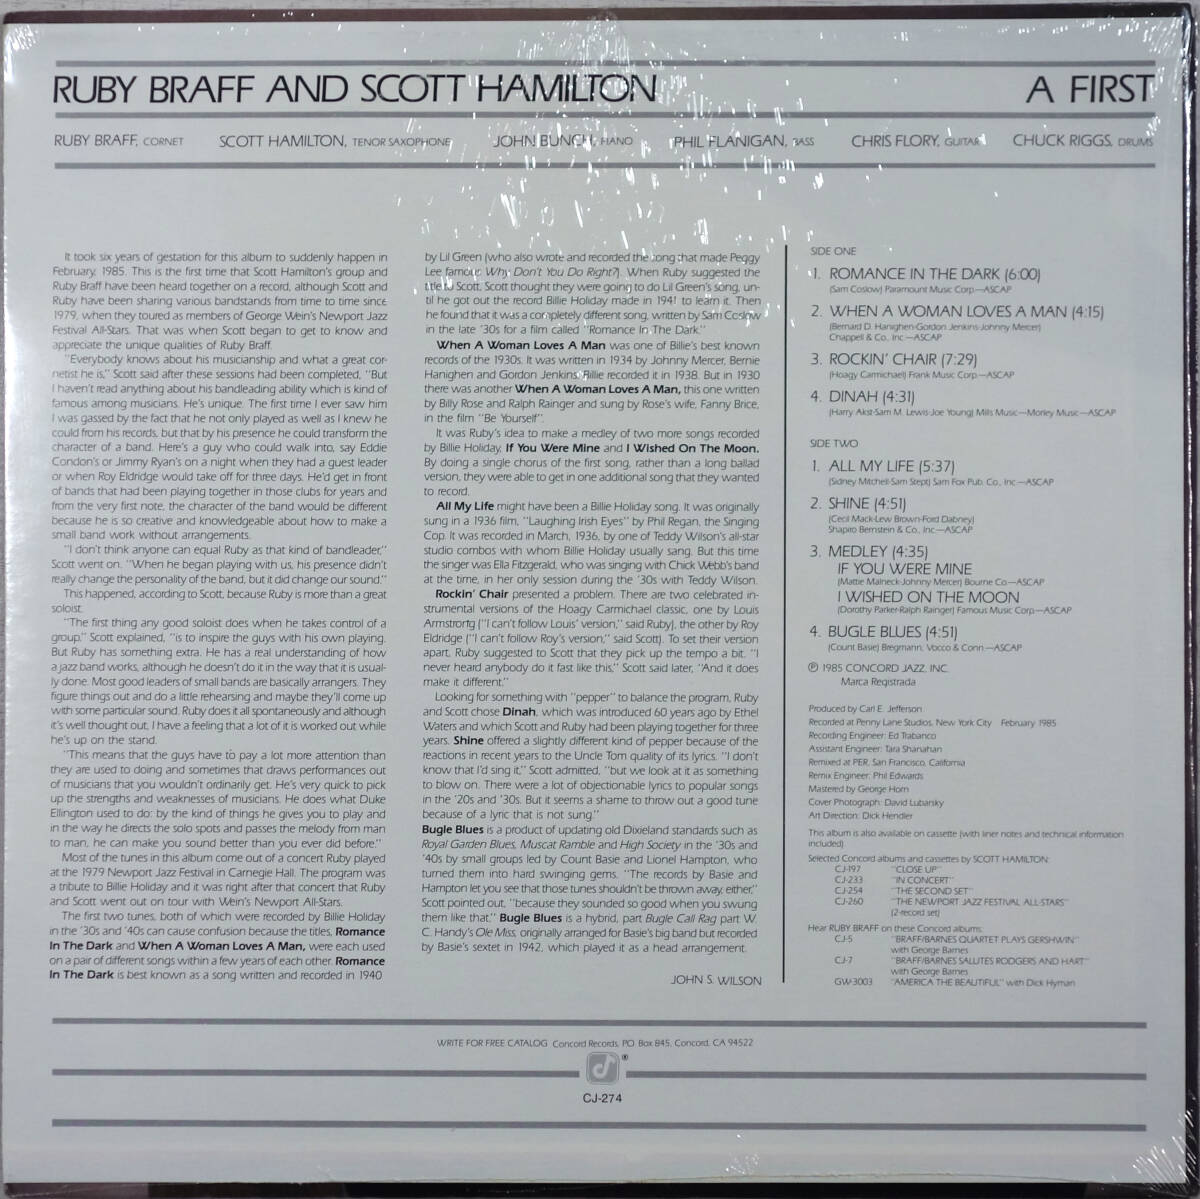 RUBY BRAFF AND SCOTT HAMILTON
A FIRST
RUBY BRAFF, CORNET SCOTT HAMILTON, TENOR SAXOPHONE JOHN BUNCH, PIANO PHIL FLANIGAN, BASS CHRIS FLORY, GUITAR CHUCK RIGGS, DRUMS
It took six years of gestation for this album to suddenly happen in
February, 1985. This is the first time that Scott Hamilton's group and
Ruby Braff have been heard together on a record, although Scott and
Ruby have been sharing various bandstands from time to time since
1979, when they toured as members of George Wein's Newport Jazz
Festival All-Stars. That was when Scott began to get to know and
appreciate the unique qualities of Ruby Braff.
"Everybody knows about his musicianship and what a great cor-
netist he is," Scott said after these sessions had been completed, "But
I haven't read anything about his bandleading ability which is kind of
famous among musicians. He's unique. The first time I ever saw him
I was gassed by the fact that he not only played as well as I knew he
could from his records, but that by his presence he could transform the
character of a band. Here's a guy who could walk into, say Eddie
Condon's or Jimmy Ryan's on a night when they had a guest leader
or when Roy Eldridge would take off for three days. He'd get in front
of bands that had been playing together in those clubs for years and
from the very first note, the character of the band would be different
because he is so creative and knowledgeable about how to make a
small band work without arrangements.
"I don't think anyone can equal Ruby as that kind of bandleader,"
Scott went on. "When he began playing with us, his presence didn't
really change the personality of the band, but it did change our sound."
This happened, according to Scott, because Ruby is more than a great
soloist.
"The first thing any good soloist does when he takes control of a
group," Scott explained, "is to inspire the guys with his own playing.
But Ruby has something extra. He has a real understanding of how
a jazz band works, although he doesn't do it in the way that it is usual-
ly done. Most good leaders of small bands are basically arrangers. They
figure things out and do a little rehearsing and maybe they'll come up
with some particular sound. Ruby does it all spontaneously and although
it's well thought out, I have a feeling that a lot of it is worked out while
he's up on the stand.
"This means that the guys have to pay a lot more attention than
they are used to doing and sometimes that draws performances out
of musicians that you wouldn't ordinarily get. He's very quick to pick
up the strengths and weaknesses of musicians. He does what Duke
Ellington used to do: by the kind of things he gives you to play and
in the way he directs the solo spots and passes the melody from man
to man, he can make you sound better than you ever did before."
Most of the tunes in this album come out of a concert Ruby played
at the 1979 Newport Jazz Festival in Carnegie Hall. The program was
a tribute to Billie Holiday and it was right after that concert that Ruby
and Scott went out on tour with Wein's Newport All-Stars.
The first two tunes, both of which were recorded by Billie Holiday
in the '30s and '40s can cause confusion because the titles, Romance
In The Dark and When A Woman Loves A Man, were each used
on a pair of different songs within a few years of each other. Romance
In The Dark is best known as a song written and recorded in 1940
by Lil Green (who also wrote and recorded the song that made Peggy
Lee famous, Why Don't You Do Right?). When Ruby suggested the
title to Scott, Scott thought they were going to do Lil Green's song, un-
til he got out the record Billie Holiday made in 1941 to learn it. Then
he found that it was a completely different song, written by Sam Coslow
in the late '30s for a film called "Romance In The Dark."
When A Woman Loves A Man was one of Billie's best known
records of the 1930s. It was written in 1934 by Johnny Mercer, Bernie
Hanighen and Gordon Jenkins. Billie recorded it in 1938. But in 1930
there was another When A Woman Loves A Man, this one written
by Billy Rose and Ralph Rainger and sung by Rose's wife, Fanny Brice,
in the film "Be Yourself".
It was Ruby's idea to make a medley of two more songs recorded
by Billie Holiday, If You Were Mine and I Wished On The Moon.
By doing a single chorus of the first song, rather than a long ballad
version, they were able to get in one additional song that they wanted
to record.
All My Life might have been a Billie Holiday song. It was originally
sung in a 1936 film, "Laughing Irish Eyes" by Phil Regan, the Singing
Cop. It was recorded in March, 1936, by one of Teddy Wilson's all-star
studio combos with whom Billie Holiday usually sang. But this time
the singer was Ella Fitzgerald, who was singing with Chick Webb's band
at the time, in her only session during the '30s with Teddy Wilson.
Rockin' Chair presented a problem. There are two celebrated in-
strumental versions of the Hoagy Carmichael classic, one by Louis
Armstrong ("I can't follow Louis' version," said Ruby), the other by Roy
Eldridge ("I can't follow Roy's version," said Scott). To set their version
apart, Ruby suggested to Scott that they pick up the tempo a bit. "I
never heard anybody do it fast like this," Scott said later, "And it does
make it different."
Looking for something with "pepper" to balance the program, Ruby
and Scott chose Dinah, which was introduced 60 years ago by Ethel
Waters and which Scott and Ruby had been playing together for three
years. Shine offered a slightly different kind of pepper because of the
reactions in recent years to the Uncle Tom quality of its lyrics. "I don't
know that I'd sing it," Scott admitted, "but we look at it as something
to blow on. There were a lot of objectionable lyrics to popular songs
in the '20s and '30s. But it seems a shame to throw out a good tune
because of a lyric that is not sung."
Bugle Blues is a product of updating old Dixieland standards such as
Royal Garden Blues, Muscat Ramble and High Society in the '30s and
'40s by small groups led by Count Basie and Lionel Hampton, who
turned them into hard swinging gems. "The records by Basie and
Hampton let you see that those tunes shouldn't be thrown away, either,"
Scott pointed out, "because they sounded so good when you swung
them like that." Bugle Blues is a hybrid, part Bugle Call Rag part W.
C. Handy's Ole Miss, originally arranged for Basie's big band but recorded
by Basie's sextet in 1942, which played it as a head arrangement.
JOHN S. WILSON
SIDE ONE
1. ROMANCE IN THE DARK (6:00)
(Sam Coslow) Paramount Music Corp.—ASCAP
2. WHEN A WOMAN LOVES A MAN (4:15)
(Bernard D. Hanighen-Gordon Jenkins-Johnny Mercer)
Chappell & Co., Inc—ASCAP
3. ROCKIN' CHAIR (7:29)
(Hoagy Carmichael) Frank Music Corp.—ASCAP
4. DINAH (4:31)
(Harry Akst-Sam M. Lewis-Joe Young) Mills Music—Morley Music—ASCAP
SIDE TWO
1. ALL MY LIFE (5:37)
(Sidney Mitchell-Sam Stept) Sam Fox Pub. Co., Inc.—ASCAP
2. SHINE (4:51)
(Cecil Mack-Lew Brown-Ford Dabney)
Shapiro Bernstein & Co., Inc.—ASCAP
3. MEDLEY (4:35)
IF YOU WERE MINE
(Mattie Malneck-Johnny Mercer) Bourne Co—ASCAP
I WISHED ON THE MOON
(Dorothy Parker-Ralph Rainger) Famous Music Corp.—ASCAP
4. BUGLE BLUES (4:51)
(Count Basie) Bregmann, Vocco & Conn.—ASCAP
℗ 1985 CONCORD JAZZ, INC.
Marca Registrada
Produced by Carl E. Jefferson
Recorded at Penny Lane Studios, New York City February 1985
Recording Engineer: Ed Trabanco
Assistant Engineer: Tara Shanahan
Remixed at PER, San Francisco, California
Remix Engineer: Phil Edwards
Mastered by George Horn
Cover Photograph: David Lubarsky
Art Direction: Dick Hendler
This album is also available on cassette (with liner notes and technical information
included)
Selected Concord albums and cassettes by SCOTT HAMILTON:
CJ-197 "CLOSE UP"
CJ-233 "IN CONCERT"
CJ-254 "THE SECOND SET"
CJ-260 "THE NEWPORT JAZZ FESTIVAL ALL-STARS"
(2-record set)
Hear RUBY BRAFF on these Concord albums:
CJ-5 "BRAFF/BARNES QUARTET PLAYS GERSHWIN"
with George Barnes
CJ-7 "BRAFF/BARNES SALUTES RODGERS AND HART"
with George Barnes
GW-3003 "AMERICA THE BEAUTIFUL" with Dick Hyman
WRITE FOR FREE CATALOG Concord Records, P.O. Box 845, Concord, CA 94522
®
CJ-274